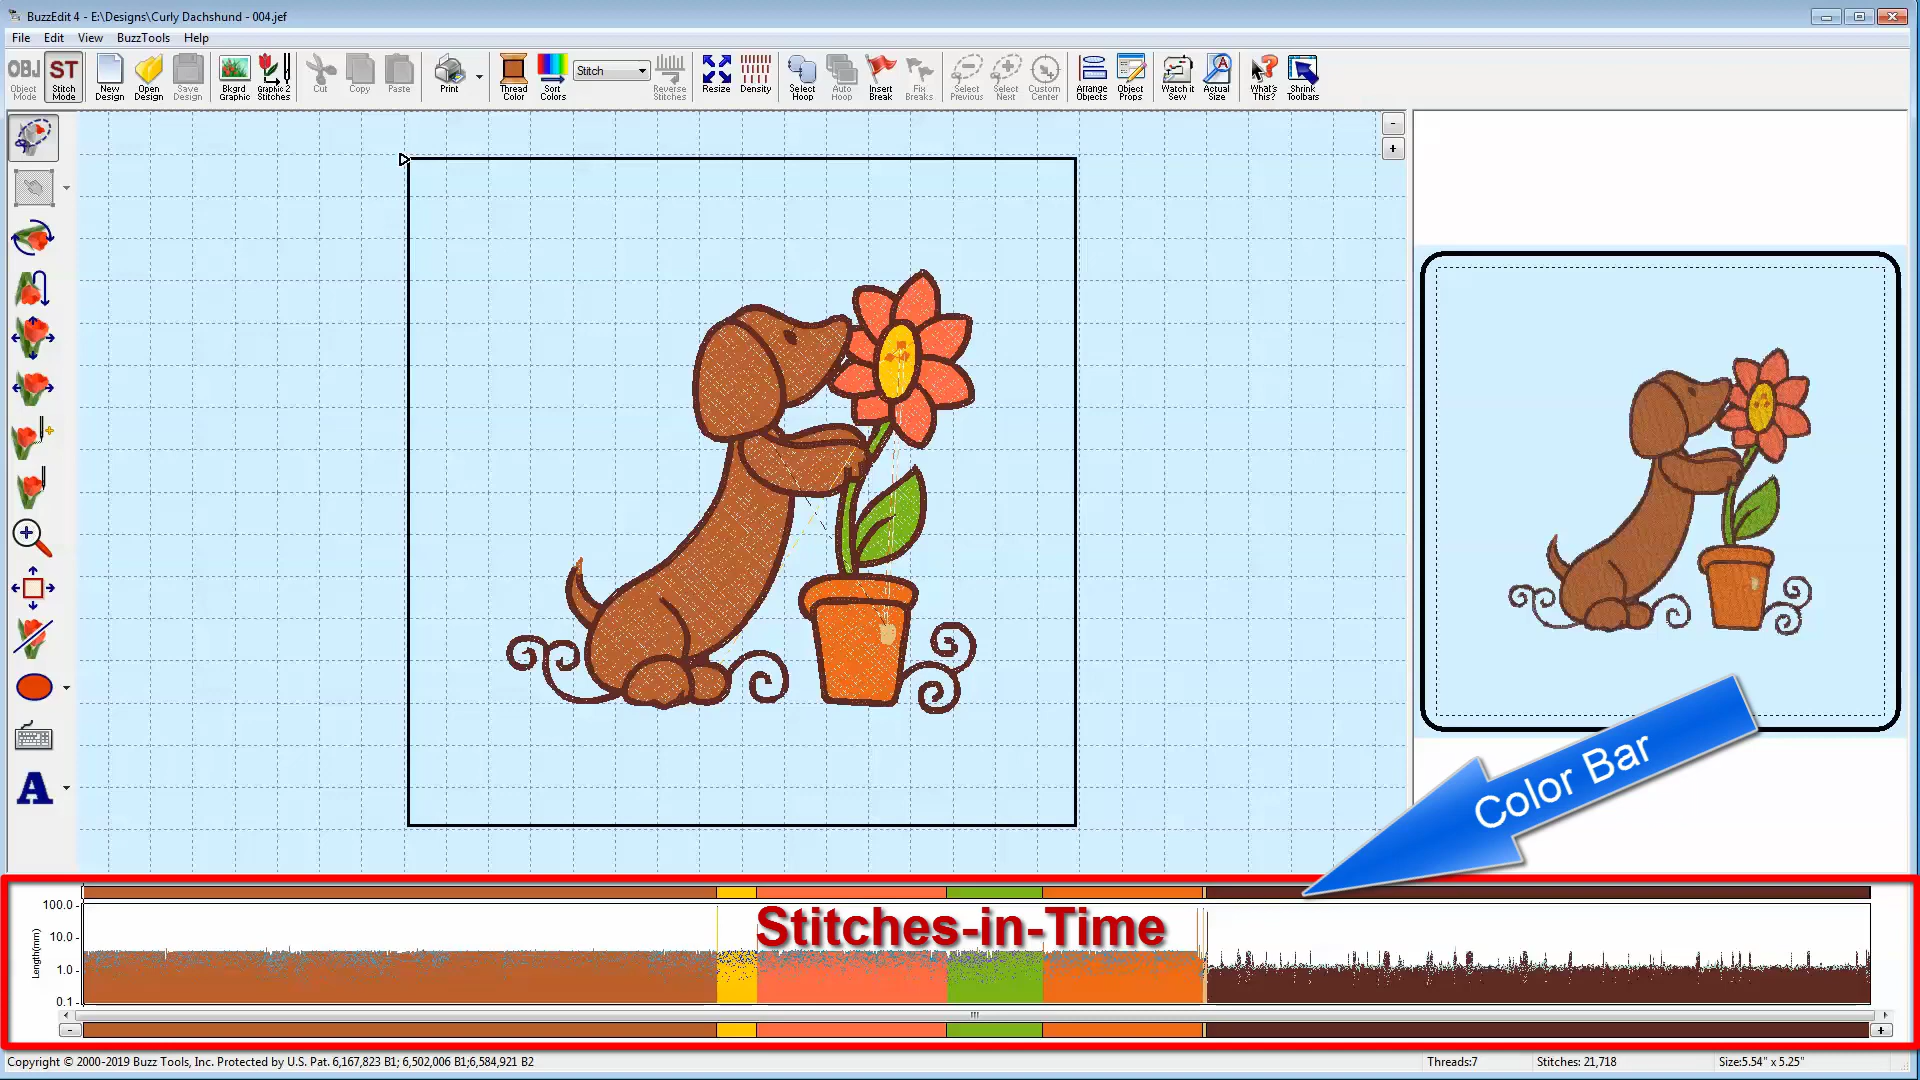 BuzzEdit 4 - E:\Designs\Curly Dachshund - 004.jef
File Edit View BuzzTools Help
OBJ Object Mode
ST Stitch Mode
New Design
Open Design
Save Design
Bkgrd Graphic
Graphic 2 Stitches
Cut
Copy
Paste
Print
Thread Color
Sort Colors
Stitch
Reverse Stitches
Resize
Density
Select Hoop
Auto Hoop
Insert Break
Fix Breaks
Select Previous
Select Next
Custom Center
Arrange Objects
Object Props
Watch it Sew
Actual Size
What's This?
Shrink Toolbars
-
+
A
Color Bar
Stitches-in-Time
Length(mm)
100.0
10.0
1.0
0.1
- +
Copyright © 2000-2019 Buzz Tools, Inc. Protected by U.S. Pat. 6,167,823 B1; 6,502,006 B1;6,584,921 B2
Threads:7
Stitches: 21,718
Size:5.54" x 5.25"